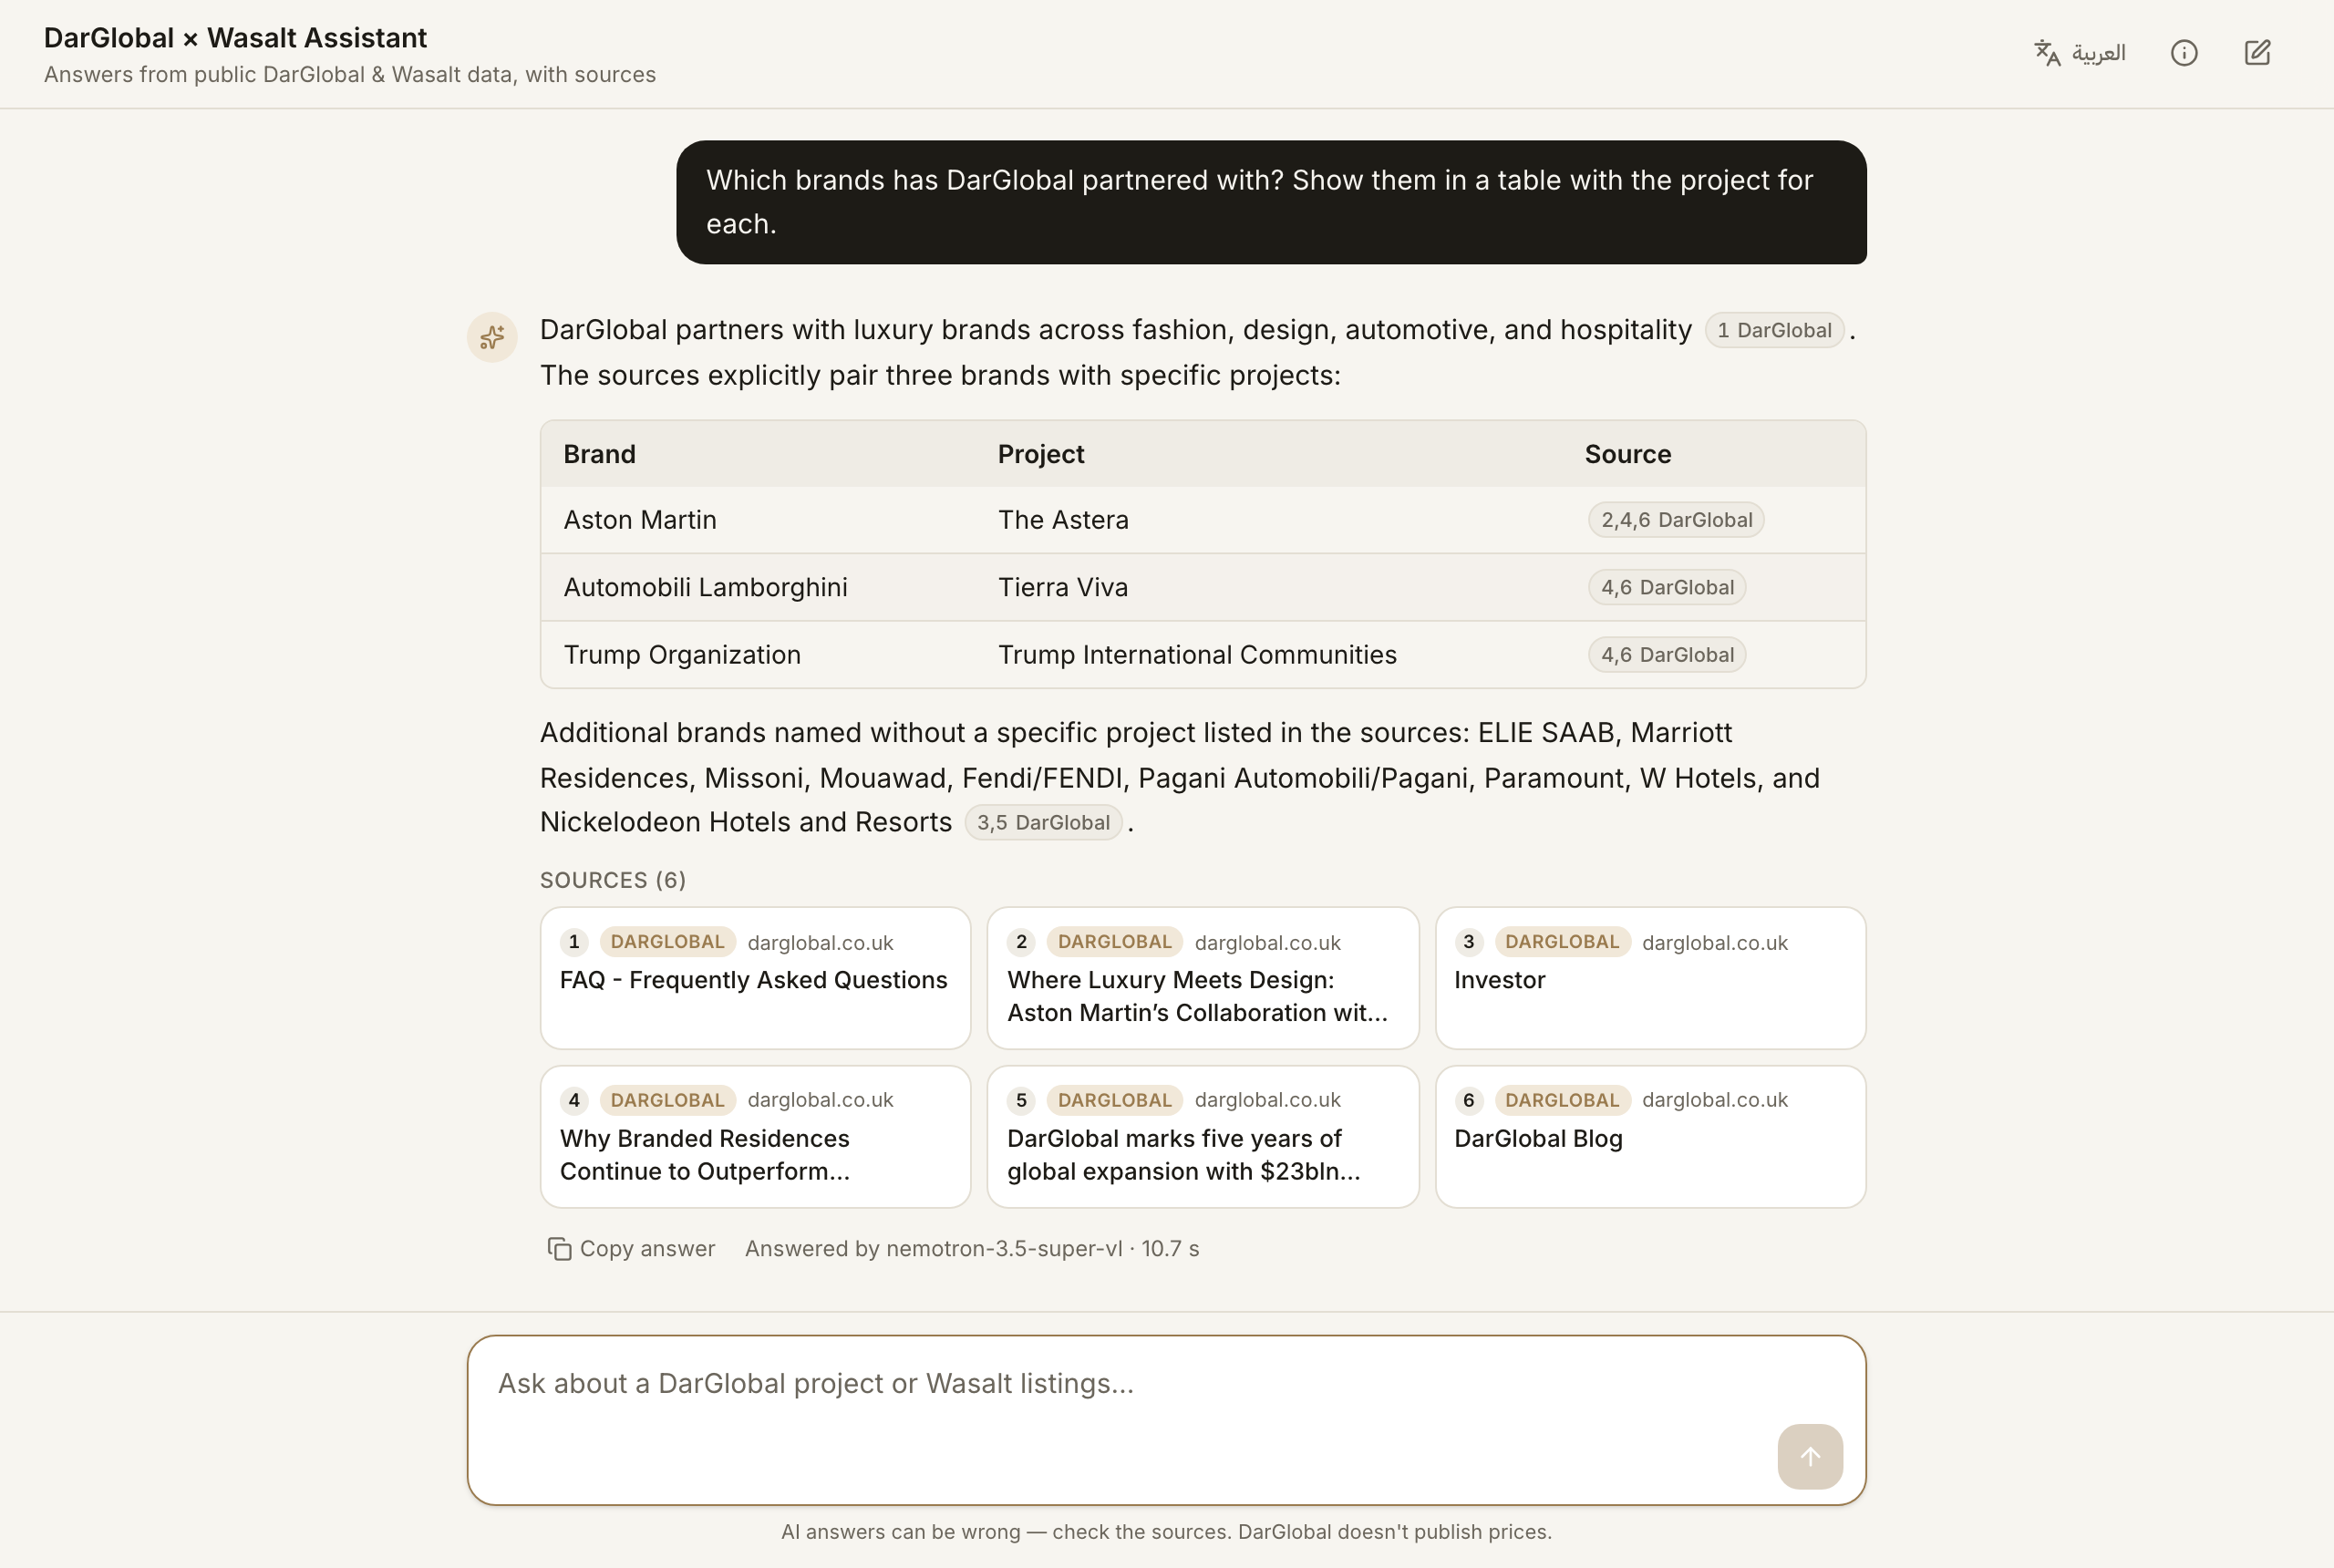 DarGlobal × Wasalt Assistant
Answers from public DarGlobal & Wasalt data, with sources
العربية
Which brands has DarGlobal partnered with? Show them in a table with the project for
each.
DarGlobal partners with luxury brands across fashion, design, automotive, and hospitality 1 DarGlobal .
The sources explicitly pair three brands with specific projects:
Brand Project Source
Aston Martin The Astera 2,4,6 DarGlobal
Automobili Lamborghini Tierra Viva 4,6 DarGlobal
Trump Organization Trump International Communities 4,6 DarGlobal
Additional brands named without a specific project listed in the sources: ELIE SAAB, Marriott
Residences, Missoni, Mouawad, Fendi/FENDI, Pagani Automobili/Pagani, Paramount, W Hotels, and
Nickelodeon Hotels and Resorts 3,5 DarGlobal .
SOURCES (6)
1 DARGLOBAL darglobal.co.uk
FAQ - Frequently Asked Questions
2 DARGLOBAL darglobal.co.uk
Where Luxury Meets Design:
Aston Martin’s Collaboration wit...
3 DARGLOBAL darglobal.co.uk
Investor
4 DARGLOBAL darglobal.co.uk
Why Branded Residences
Continue to Outperform...
5 DARGLOBAL darglobal.co.uk
DarGlobal marks five years of
global expansion with $23bln...
6 DARGLOBAL darglobal.co.uk
DarGlobal Blog
Copy answer Answered by nemotron-3.5-super-vl · 10.7 s
Ask about a DarGlobal project or Wasalt listings...
AI answers can be wrong — check the sources. DarGlobal doesn't publish prices.